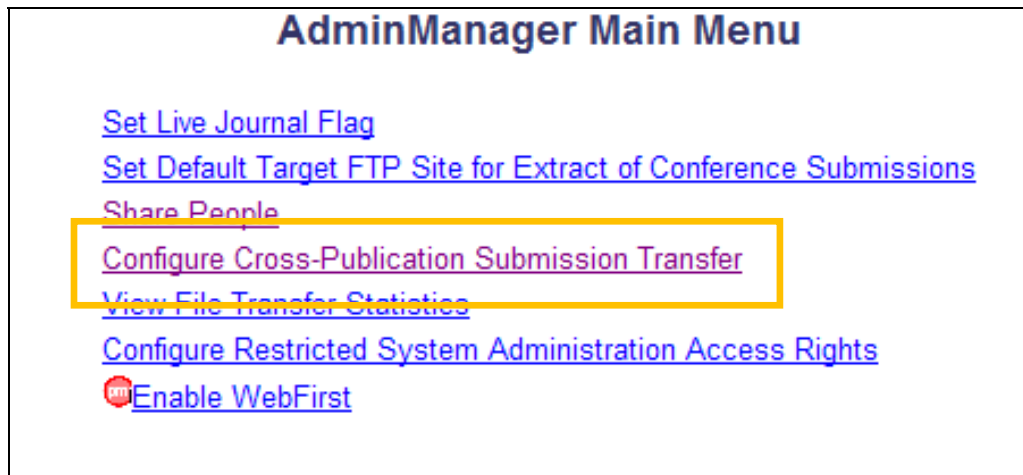 AdminManager Main Menu
Set Live Journal Flag
Set Default Target FTP Site for Extract of Conference Submissions
Share People
Configure Cross-Publication Submission Transfer
View File Transfer Statistics
Configure Restricted System Administration Access Rights
pm Enable WebFirst